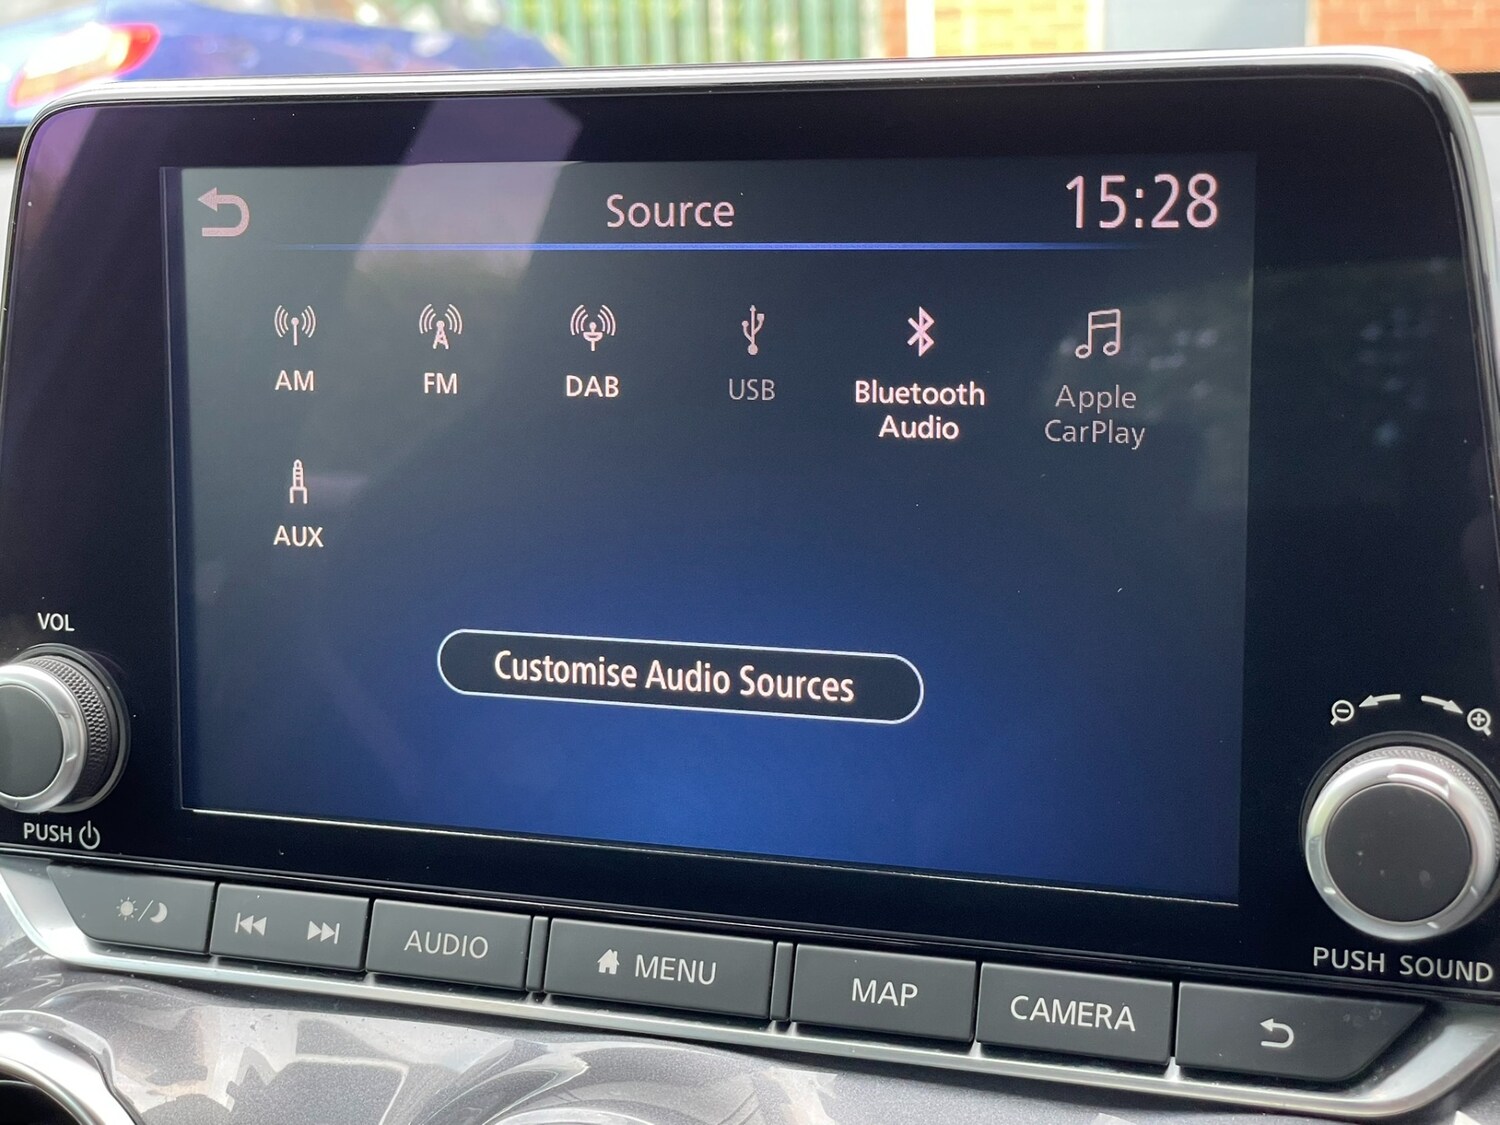 Source
15:28
AM
FM
DAB
USB
Bluetooth
Audio
Apple
CarPlay
AUX
Customise Audio Sources
VOL
PUSH
PUSH SOUND
AUDIO
MENU
MAP
CAMERA